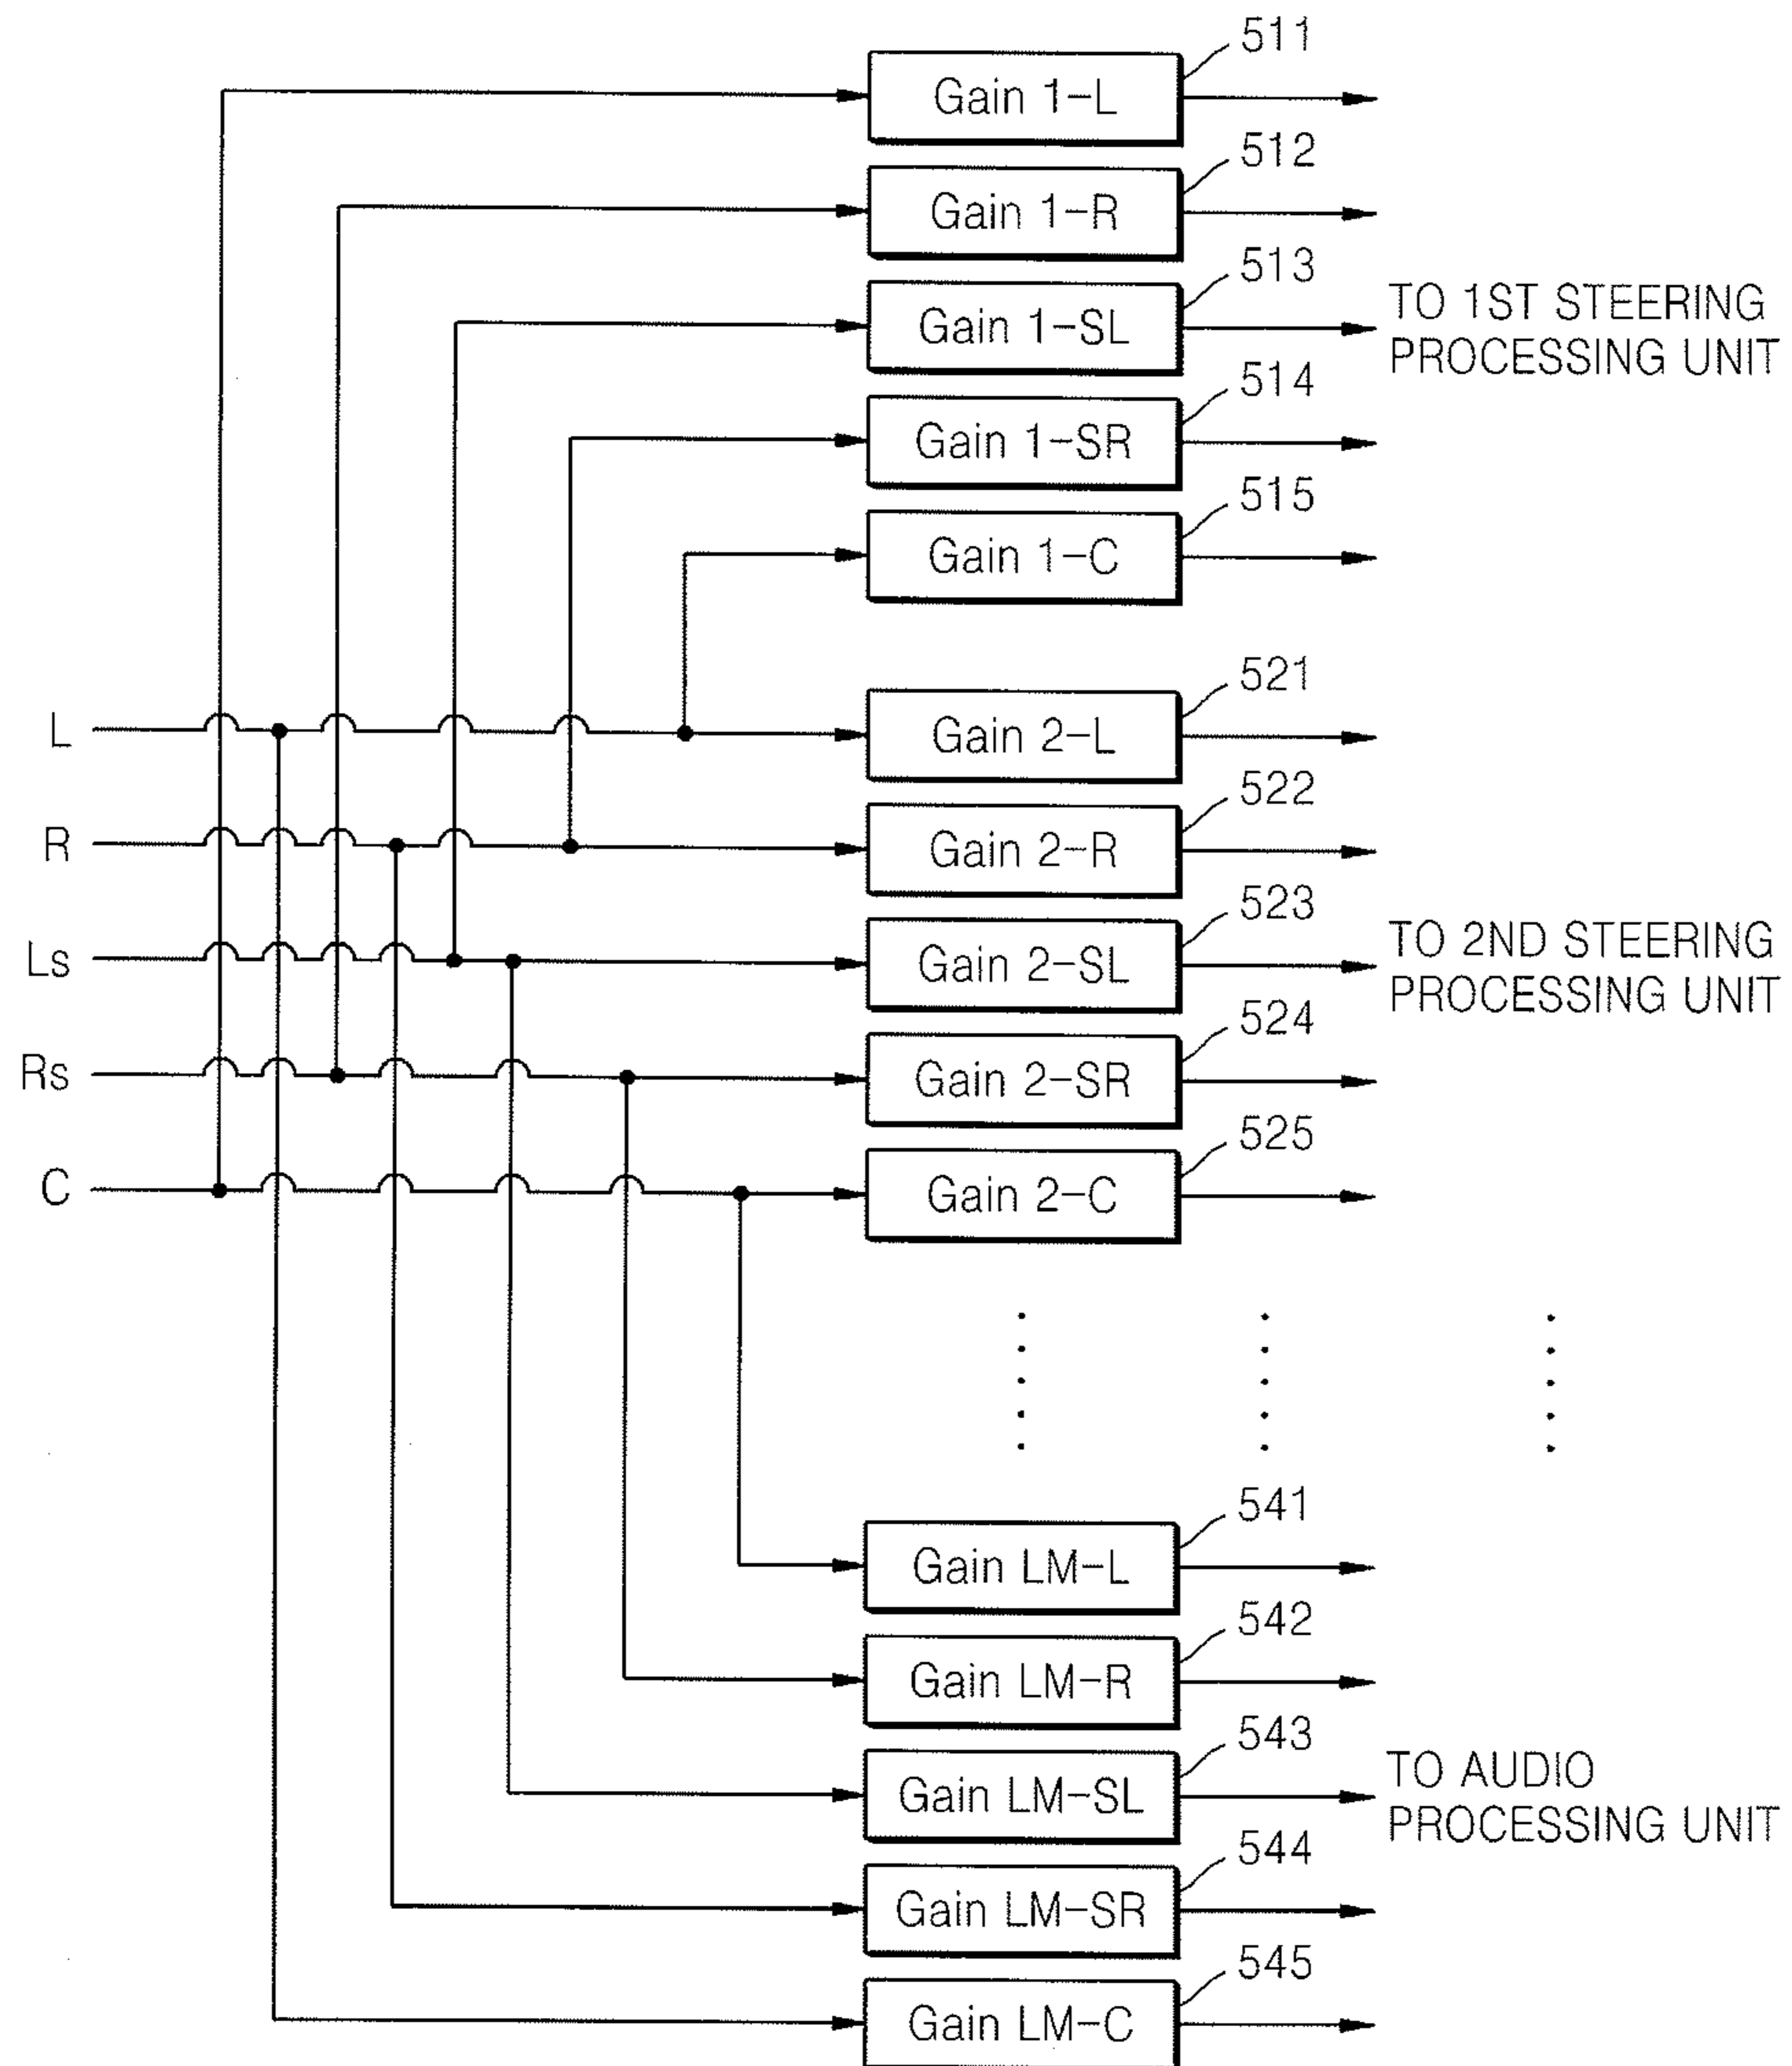 511
Gain 1-L
512
Gain 1-R
513
Gain 1-SL
TO 1ST STEERING
PROCESSING UNIT
514
Gain 1-SR
515
Gain 1-C
521
L
Gain 2-L
522
R
Gain 2-R
523
Ls
Gain 2-SL
TO 2ND STEERING
PROCESSING UNIT
524
Rs
Gain 2-SR
525
C
Gain 2-C
541
Gain LM-L
542
Gain LM-R
543
Gain LM-SL
TO AUDIO
PROCESSING UNIT
544
Gain LM-SR
545
Gain LM-C